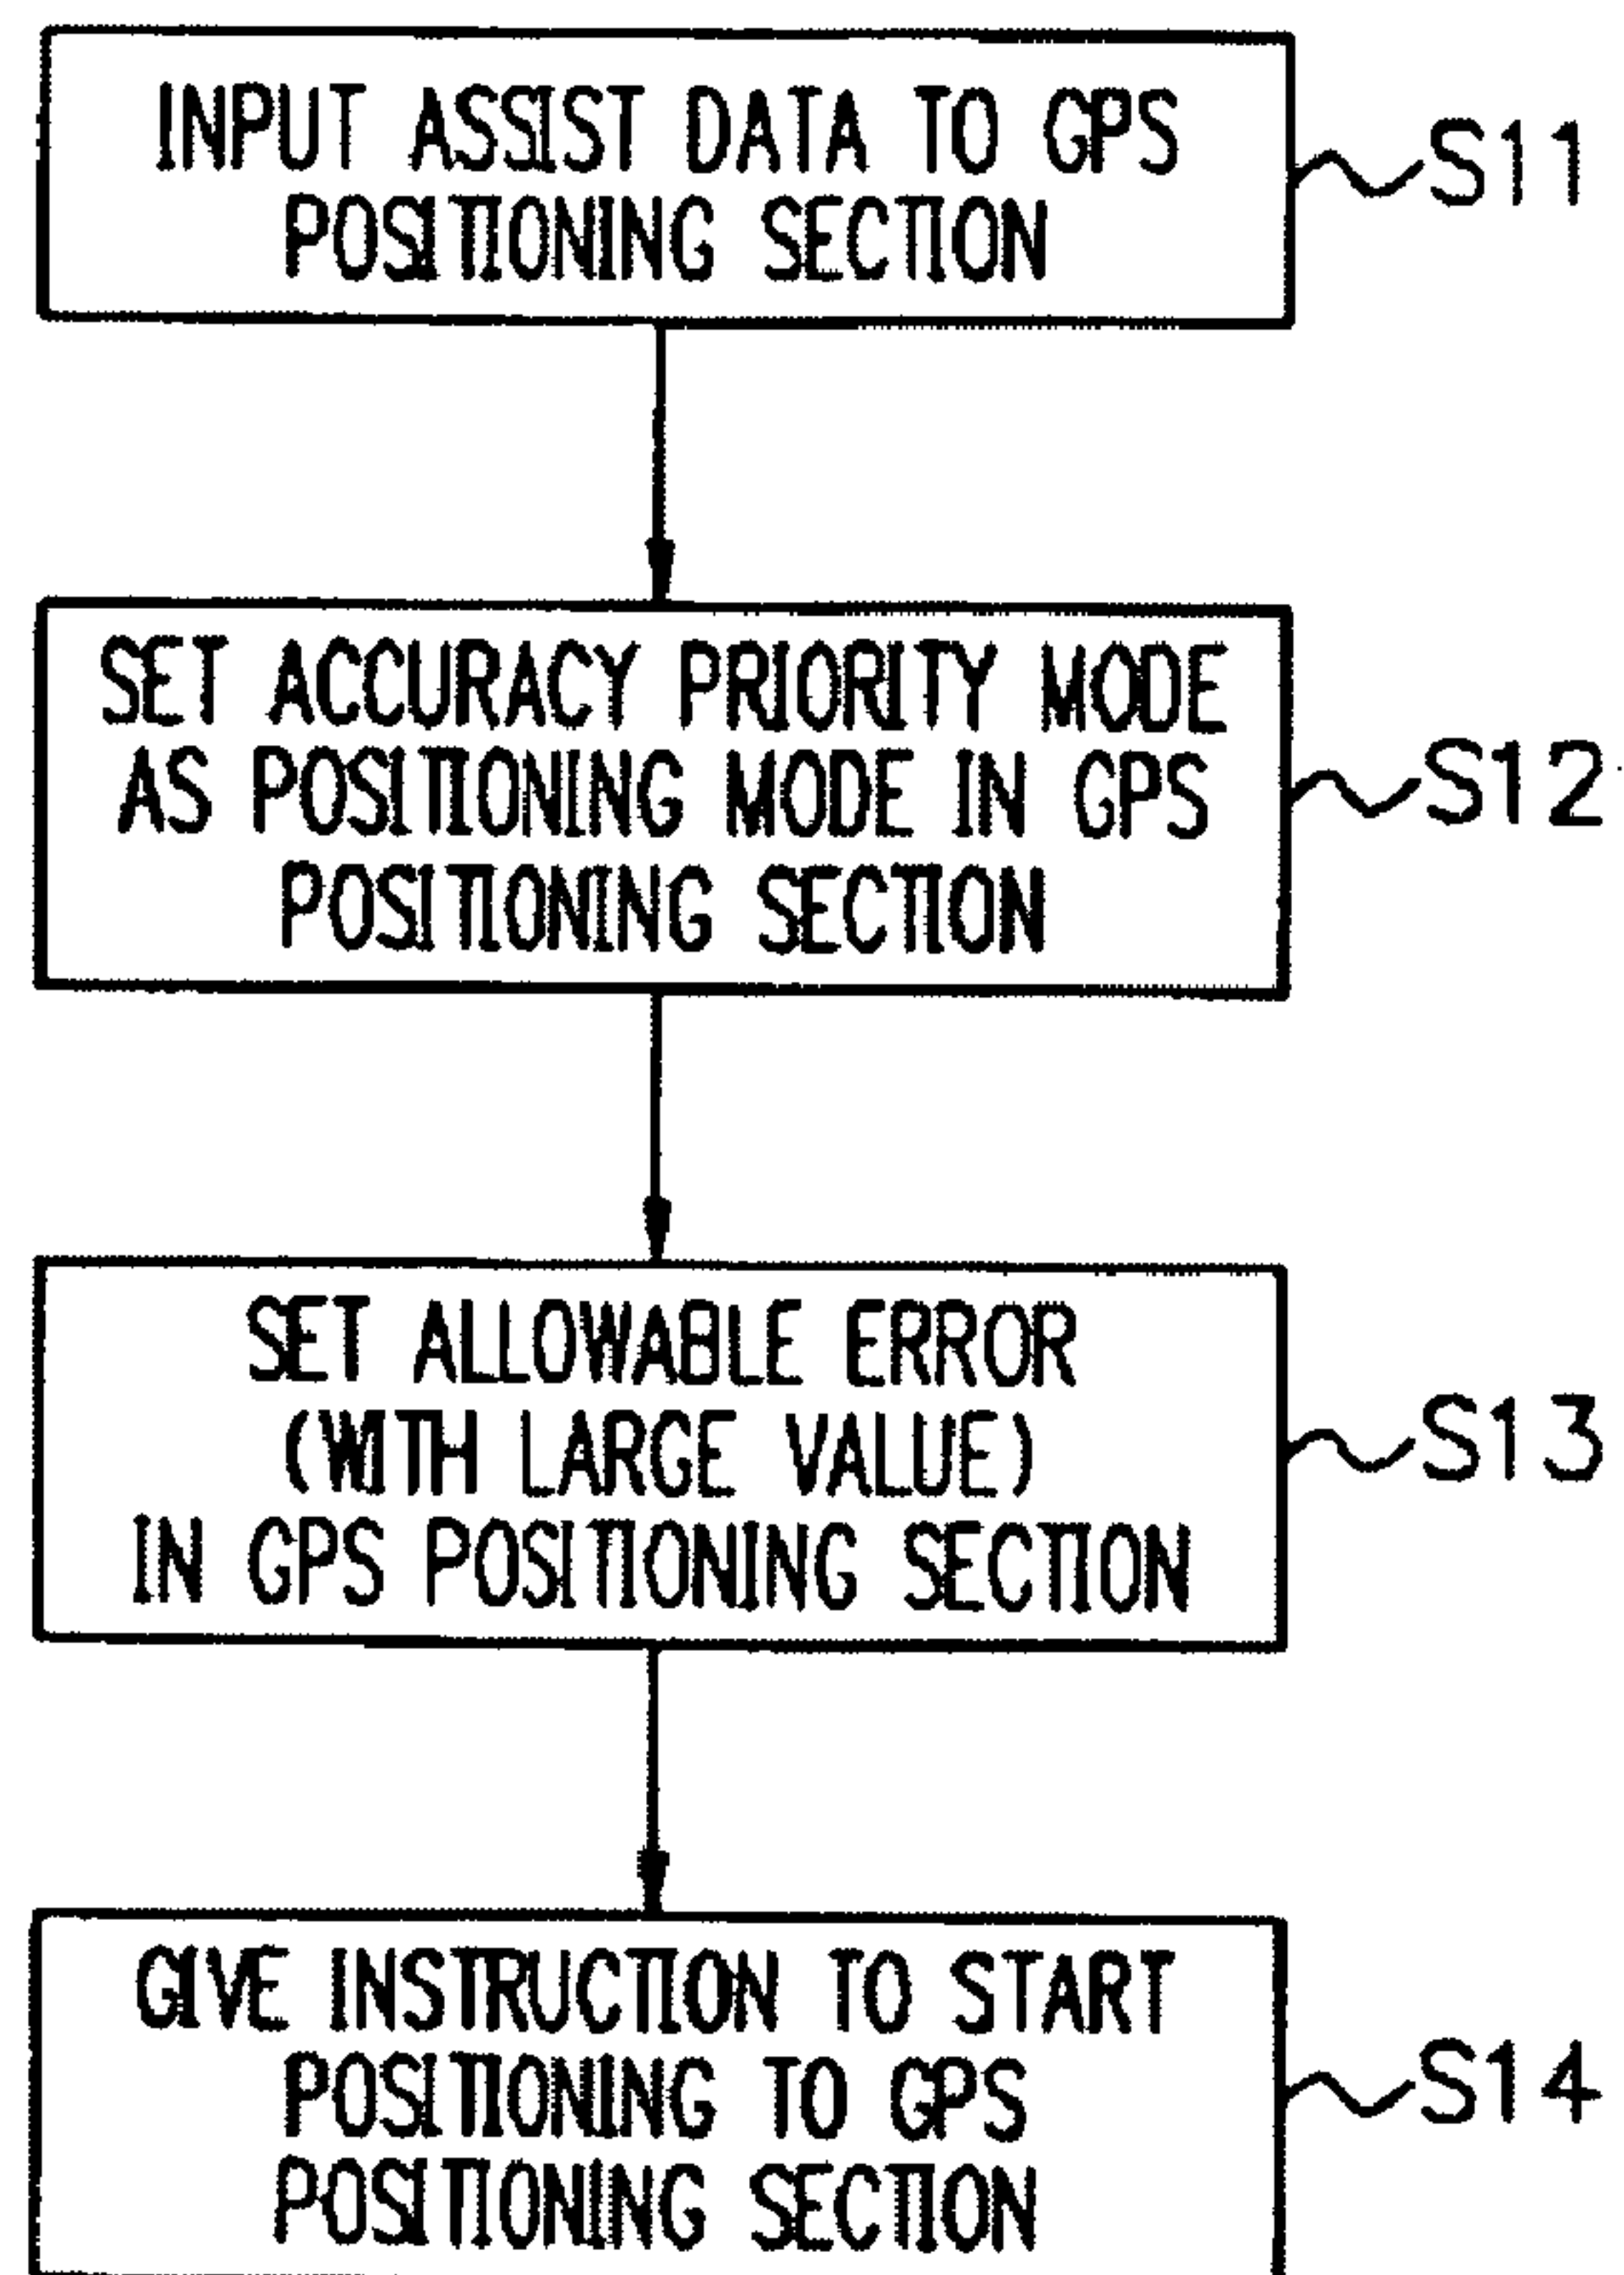 INPUT ASSIST DATA TO GPS
POSITIONING SECTION
S11
SET ACCURACY PRIORITY MODE
AS POSITIONING MODE IN GPS
POSITIONING SECTION
S12
SET ALLOWABLE ERROR
(WITH LARGE VALUE)
IN GPS POSITIONING SECTION
S13
GIVE INSTRUCTION TO START
POSITIONING TO GPS
POSITIONING SECTION
S14